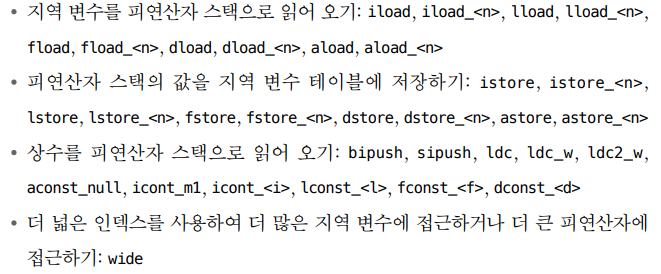 • 지역 변수를 피연산자 스택으로 읽어 오기: iload, iload_<n>, lload, lload_<n>,
fload, fload_<n>, dload, dload_<n>, aload, aload_<n>
• 피연산자 스택의 값을 지역 변수 테이블에 저장하기: istore, istore_<n>,
lstore, lstore_<n>, fstore, fstore_<n>, dstore, dstore_<n>, astore, astore_<n>
• 상수를 피연산자 스택으로 읽어 오기: bipush, sipush, ldc, ldc_w, ldc2_w,
aconst_null, icont_m1, icont_<i>, lconst_<l>, fconst_<f>, dconst_<d>
• 더 넓은 인덱스를 사용하여 더 많은 지역 변수에 접근하거나 더 큰 피연산자에
접근하기: wide